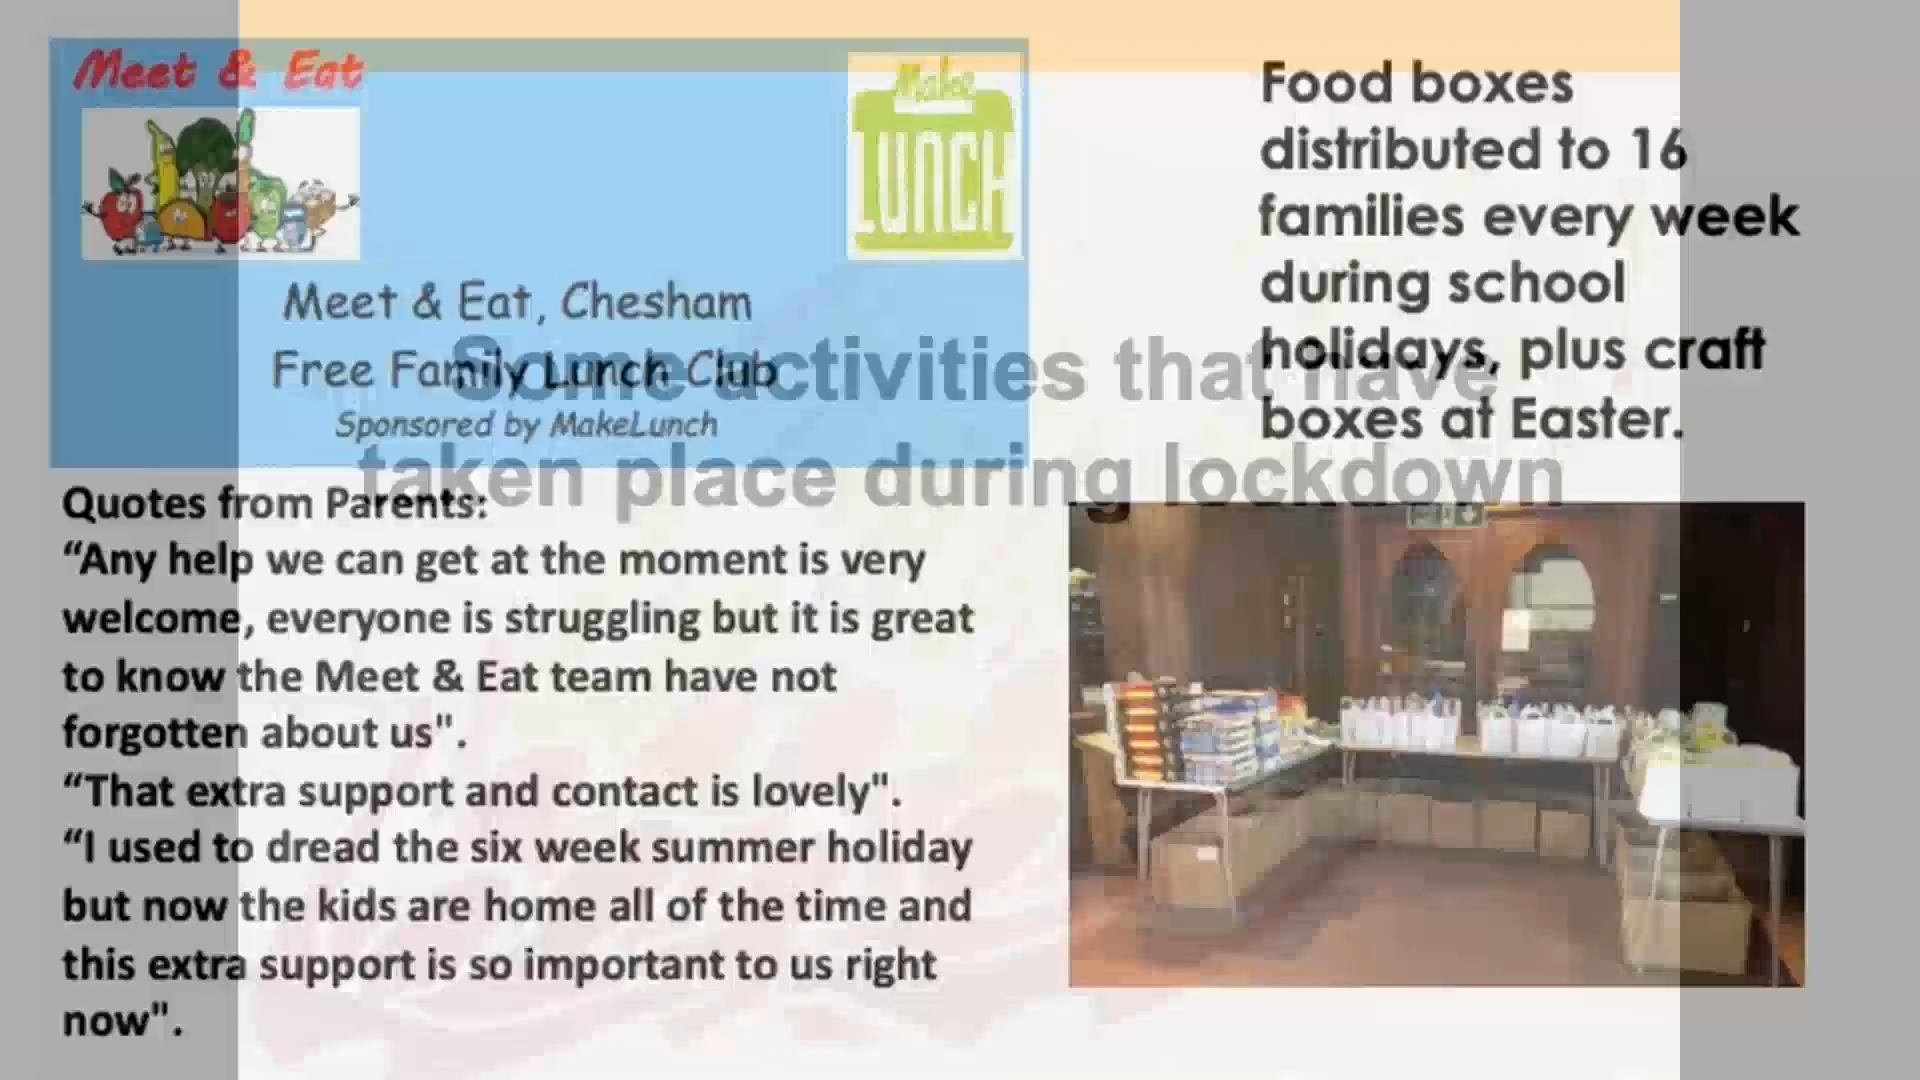 Meet & Eat
Make
LUNCH
Meet & Eat, Chesham
Free Family Lunch Club
Sponsored by MakeLunch
Food boxes
distributed to 16
families every week
during school
holidays, plus craft
boxes at Easter.
Some activities that have
taken place during lockdown
Quotes from Parents:
“Any help we can get at the moment is very
welcome, everyone is struggling but it is great
to know the Meet & Eat team have not
forgotten about us".
“That extra support and contact is lovely".
“I used to dread the six week summer holiday
but now the kids are home all of the time and
this extra support is so important to us right
now".